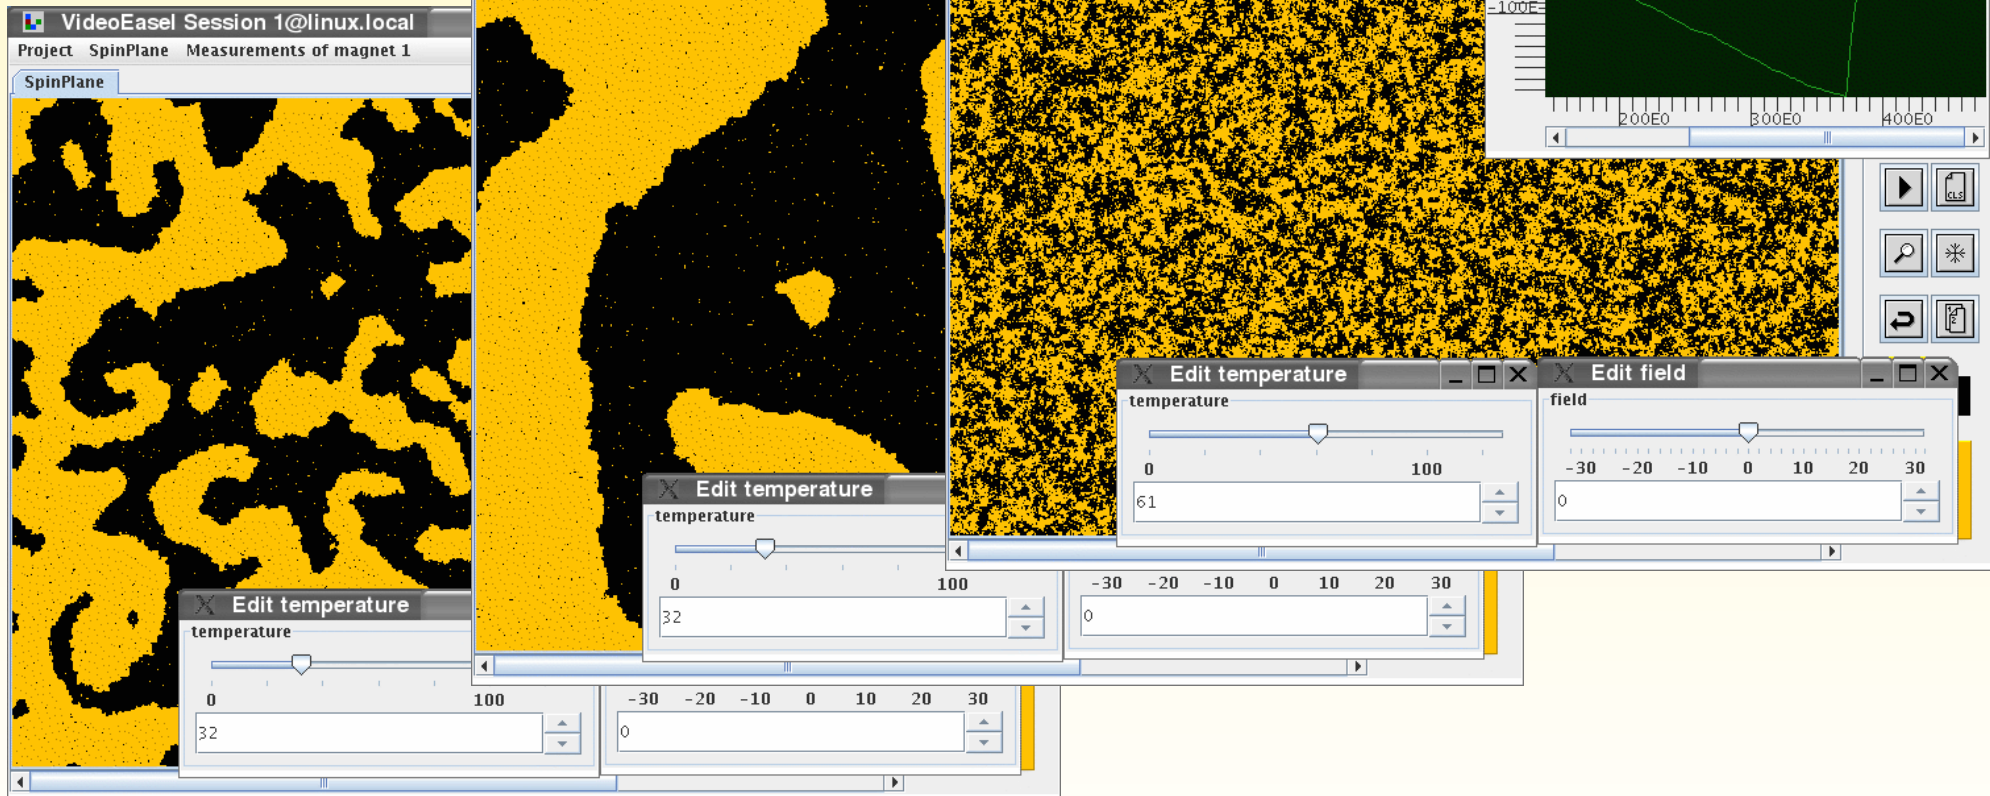 VideoEasel Session 1@linux.local
Project SpinPlane Measurements of magnet 1
SpinPlane
-100E
200E0 300E0 400E0
CLS
Edit temperature
temperature
0 100
61
Edit field
field
-30 -20 -10 0 10 20 30
0
Edit temperature
temperature
0 100
32
-30 -20 -10 0 10 20 30
0
Edit temperature
temperature
0 100
32
-30 -20 -10 0 10 20 30
0